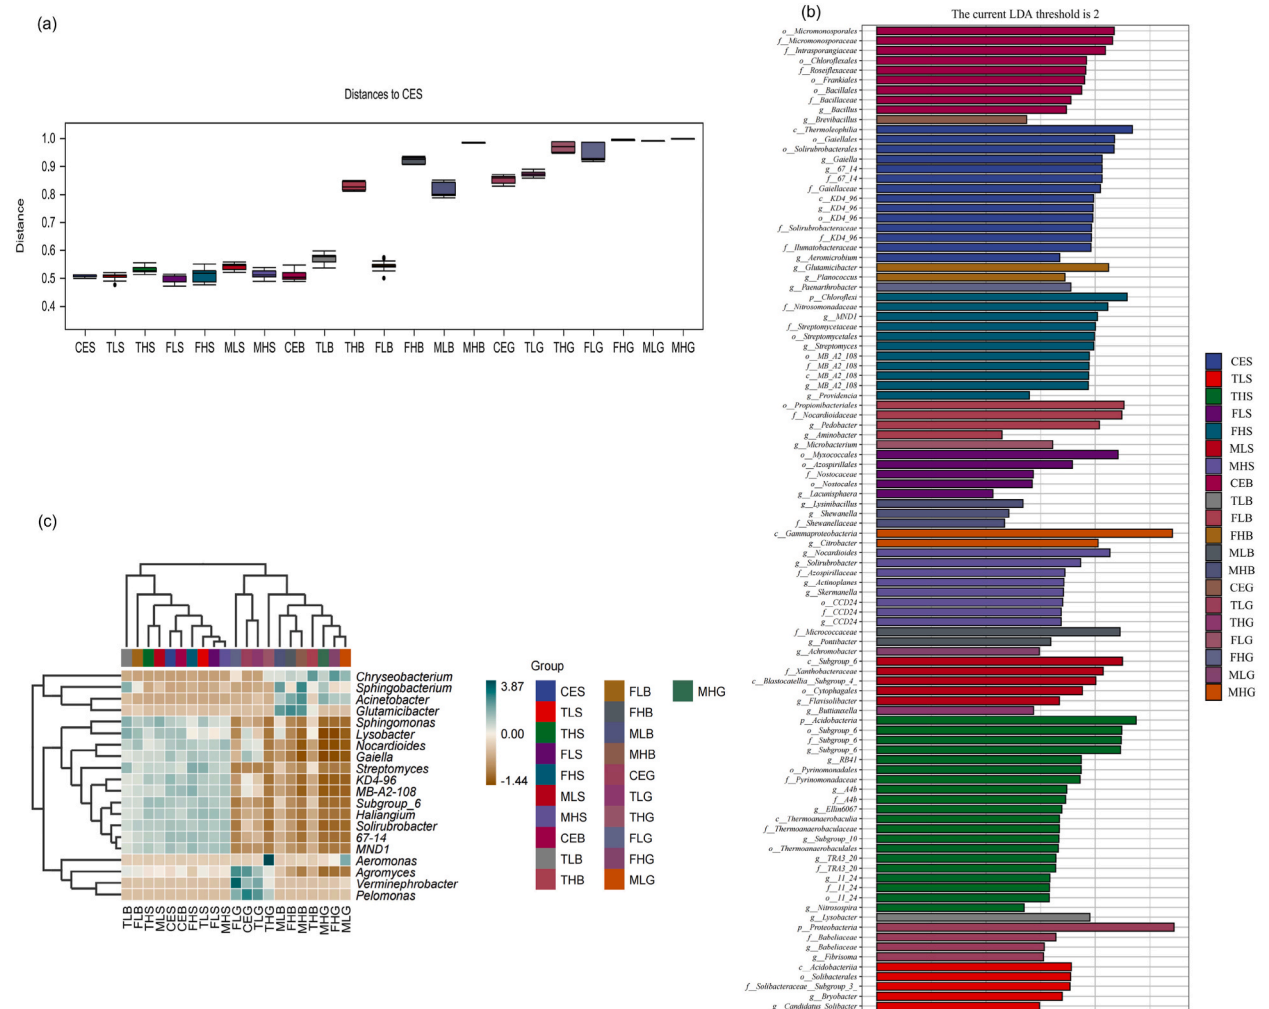 (a)
Distances to CES
Distance
1.0
0.9
0.8
0.7
0.6
0.5
0.4
CES TLS THS FLS FHS MLS MHS CEB TLB THB FLB FHB MLB MHB CEG TLG THG FLG FHG MLG MHG
(b)
The current LDA threshold is 2
o__Micromonosporales
f__Micromonosporaceae
f__Intrasporangiaceae
o__Chloroflexales
f__Roseiflexaceae
o__Frankiales
o__Bacillales
f__Bacillaceae
g__Bacillus
g__Brevibacillus
c__Thermoleophilia
o__Gaiellales
o__Solirubrobacterales
g__Gaiella
g__67_14
f__67_14
f__Gaiellaceae
c__KD4_96
g__KD4_96
o__KD4_96
f__Solirubrobacteraceae
f__KD4_96
f__Ilumatobacteraceae
g__Aeromicrobium
g__Glutamicibacter
g__Planococcus
g__Paenarthrobacter
p__Chloroflexi
f__Nitrosomonadaceae
g__MND1
f__Streptomycetaceae
o__Streptomycetales
g__Streptomyces
o__MB_A2_108
f__MB_A2_108
c__MB_A2_108
g__MB_A2_108
g__Providencia
o__Propionibacteriales
f__Nocardioidaceae
g__Pedobacter
g__Aminobacter
g__Microbacterium
o__Myxococcales
o__Azospirillales
f__Nostocaceae
o__Nostocales
g__Lacunisphaera
g__Lysinibacillus
g__Shewanella
f__Shewanellaceae
c__Gammaproteobacteria
g__Citrobacter
g__Nocardioides
g__Solirubrobacter
f__Azospirillaceae
g__Actinoplanes
g__Skermanella
o__CCD24
f__CCD24
g__CCD24
f__Micrococcaceae
g__Pontibacter
g__Achromobacter
c__Subgroup_6
f__Xanthobacteraceae
c__Blastocatellia__Subgroup_4_
o__Cytophagales
g__Flavisolibacter
g__Buttiauxella
p__Acidobacteria
o__Subgroup_6
f__Subgroup_6
g__Subgroup_6
g__RB41
o__Pyrinomonadales
f__Pyrinomonadaceae
g__A4b
f__A4b
g__Ellin6067
c__Thermoanaerobaculia
f__Thermoanaerobaculaceae
g__Subgroup_10
o__Thermoanaerobaculales
g__TRA3_20
f__TRA3_20
g__11_24
f__11_24
o__11_24
g__Nitrosospira
g__Lysobacter
p__Proteobacteria
f__Babeliaceae
g__Babeliaceae
g__Fibrisoma
c__Acidobacteriia
o__Solibacterales
f__Solibacteraceae__Subgroup_3_
g__Bryobacter
g__Candidatus_Solibacter
CES
TLS
THS
FLS
FHS
MLS
MHS
CEB
TLB
FLB
FHB
MLB
MHB
CEG
TLG
THG
FLG
FHG
MLG
MHG
(c)
Chryseobacterium
Sphingobacterium
Acinetobacter
Glutamicibacter
Sphingomonas
Lysobacter
Nocardioides
Gaiella
Streptomyces
KD4-96
MB-A2-108
Subgroup_6
Haliangium
Solirubrobacter
67-14
MND1
Aeromonas
Agromyces
Verminephrobacter
Pelomonas
TLB FLB THS MLS CES CEB FHS TLS FLS MHS FLG CEG TLG THG MLB FHB MHB THB MHG FHG MLG
3.87
0.00
-1.44
Group
CES
TLS
THS
FLS
FHS
MLS
MHS
CEB
TLB
THB
FLB
FHB
MLB
MHB
CEG
TLG
THG
FLG
FHG
MLG
MHG